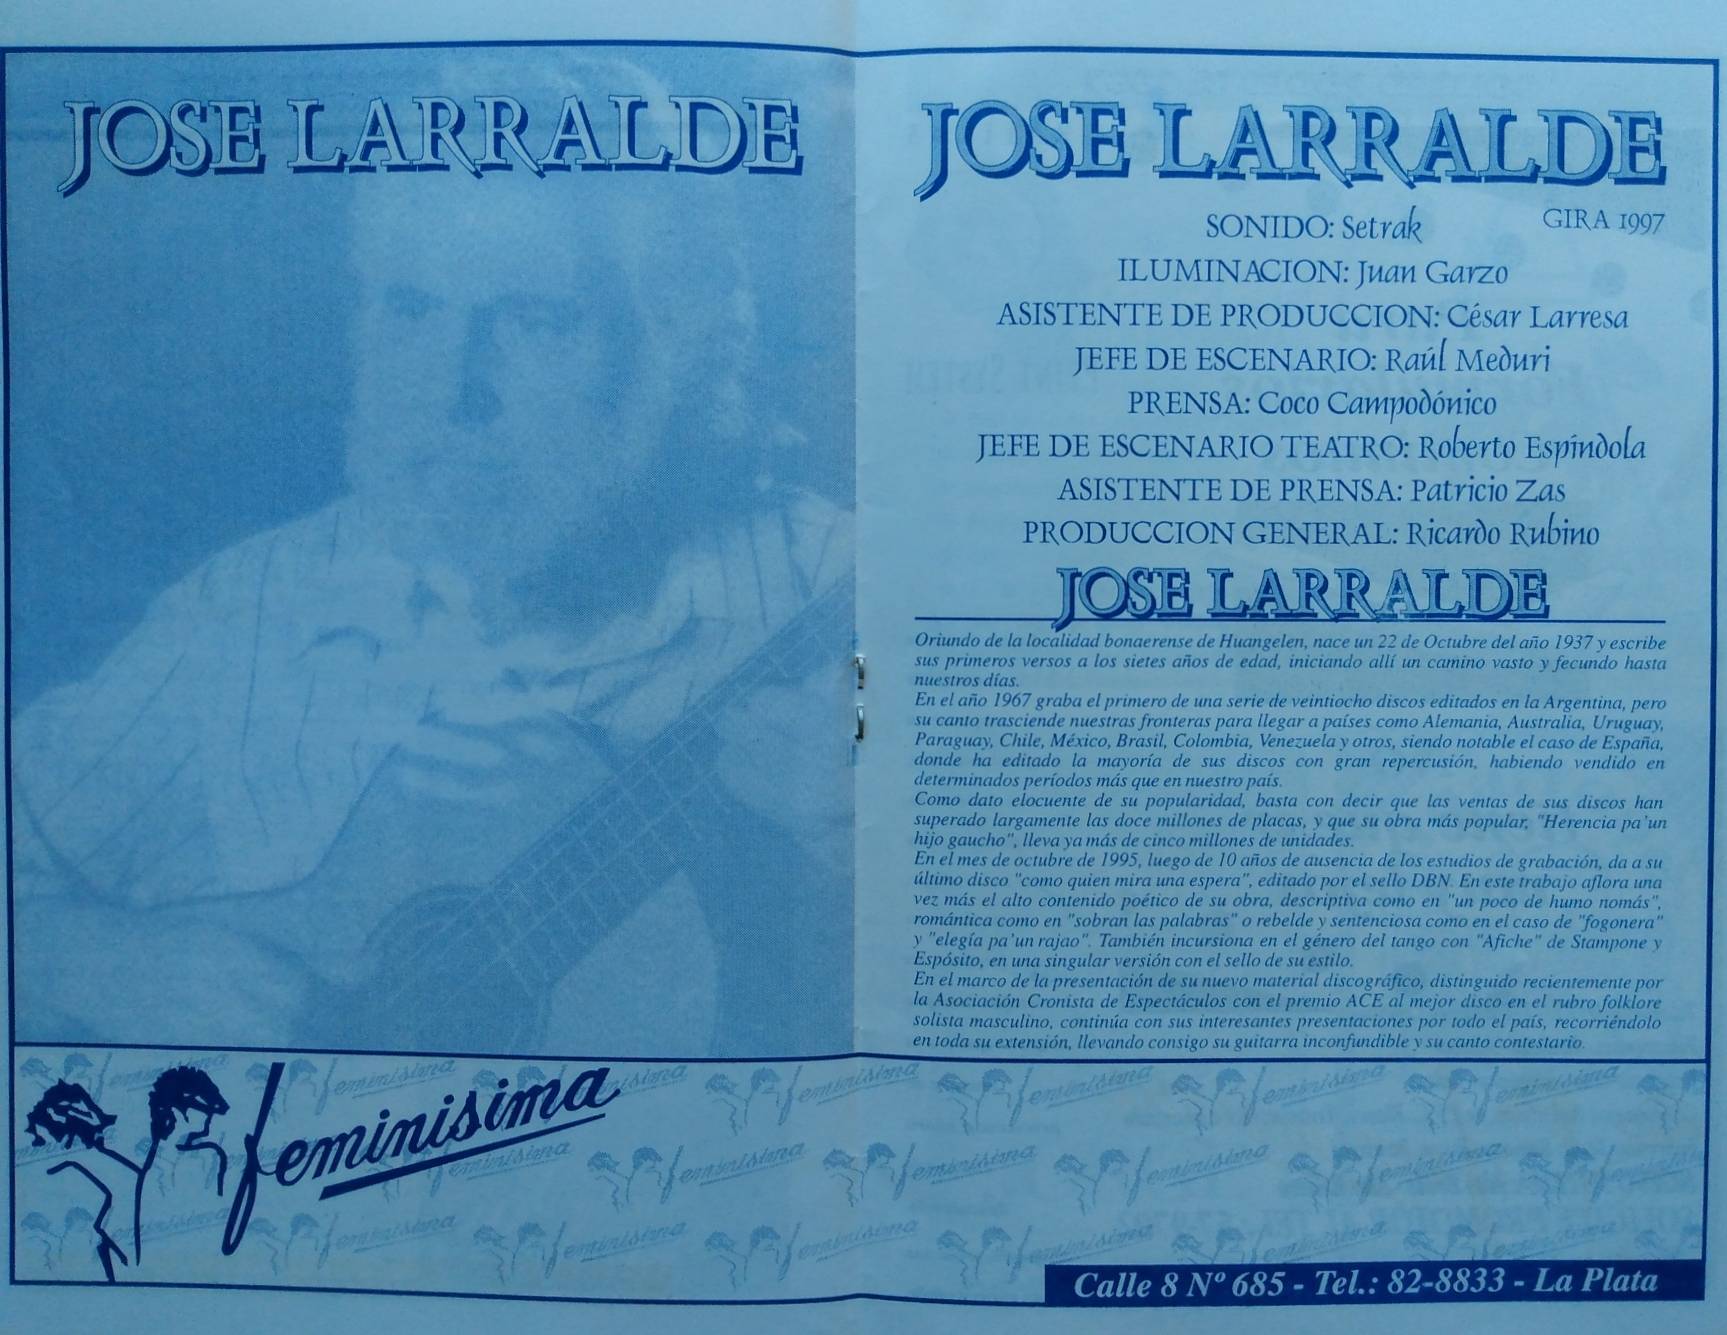 JOSE LARRALDE
JOSE LARRALDE
GIRA 1997
SONIDO: Setrak
ILUMINACION: Juan Garzo
ASISTENTE DE PRODUCCION: César Larresa
JEFE DE ESCENARIO: Raúl Meduri
PRENSA: Coco Campodónico
JEFE DE ESCENARIO TEATRO: Roberto Espíndola
ASISTENTE DE PRENSA: Patricio Zas
PRODUCCION GENERAL: Ricardo Rubino
JOSE LARRALDE
Oriundo de la localidad bonaerense de Huangelen, nace un 22 de Octubre del año 1937 y escribe
sus primeros versos a los sietes años de edad, iniciando allí un camino vasto y fecundo hasta
nuestros días.
En el año 1967 graba el primero de una serie de veintiocho discos editados en la Argentina, pero
su canto trasciende nuestras fronteras para llegar a países como Alemania, Australia, Uruguay,
Paraguay, Chile, México, Brasil, Colombia, Venezuela y otros, siendo notable el caso de España,
donde ha editado la mayoría de sus discos con gran repercusión, habiendo vendido en
determinados períodos más que en nuestro país.
Como dato elocuente de su popularidad, basta con decir que las ventas de sus discos han
superado largamente las doce millones de placas, y que su obra más popular, "Herencia pa'un
hijo gaucho", lleva ya más de cinco millones de unidades.
En el mes de octubre de 1995, luego de 10 años de ausencia de los estudios de grabación, da a su
último disco "como quien mira una espera", editado por el sello DBN. En este trabajo aflora una
vez más el alto contenido poético de su obra, descriptiva como en "un poco de humo nomás",
romántica como en "sobran las palabras" o rebelde y sentenciosa como en el caso de "fogonera"
y "elegía pa'un rajao". También incursiona en el género del tango con "Afiche" de Stampone y
Espósito, en una singular versión con el sello de su estilo.
En el marco de la presentación de su nuevo material discográfico, distinguido recientemente por
la Asociación Cronista de Espectáculos con el premio ACE al mejor disco en el rubro folklore
solista masculino, continúa con sus interesantes presentaciones por todo el país, recorriéndolo
en toda su extensión, llevando consigo su guitarra inconfundible y su canto contestario.
feminisima
Calle 8 Nº 685 - Tel.: 82-8833 - La Plata